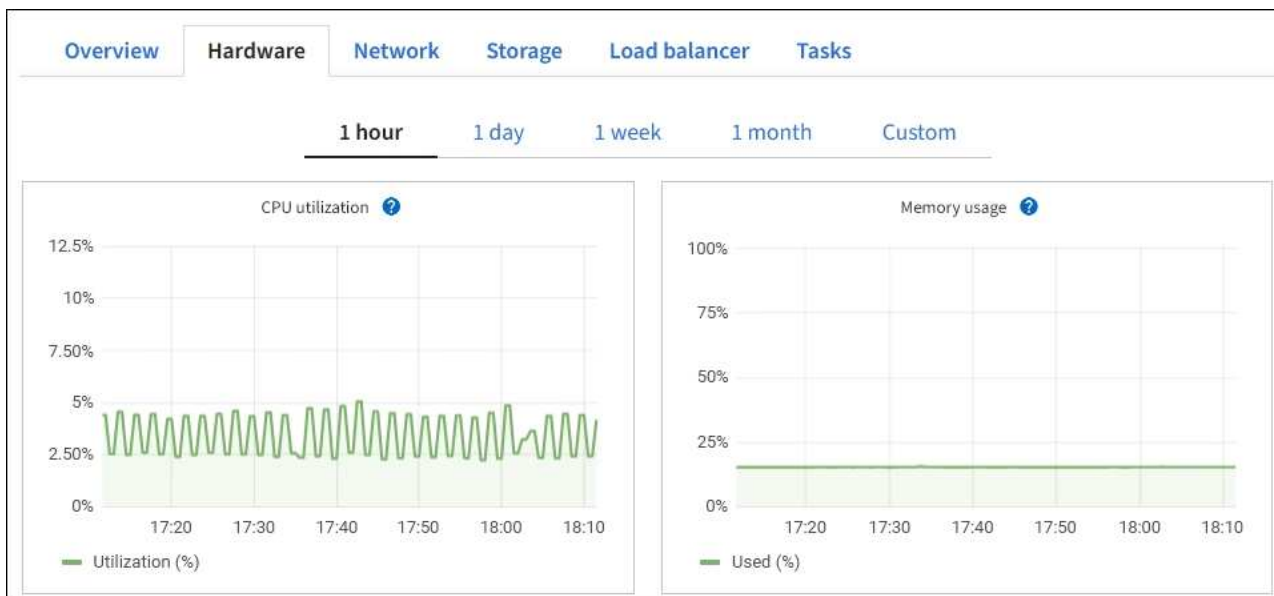 Overview Hardware Network Storage Load balancer Tasks
1 hour 1 day 1 week 1 month Custom
CPU utilization ?
12.5%
10%
7.50%
5%
2.50%
0%
17:20 17:30 17:40 17:50 18:00 18:10
Utilization (%)
Memory usage ?
100%
75%
50%
25%
0%
17:20 17:30 17:40 17:50 18:00 18:10
Used (%)